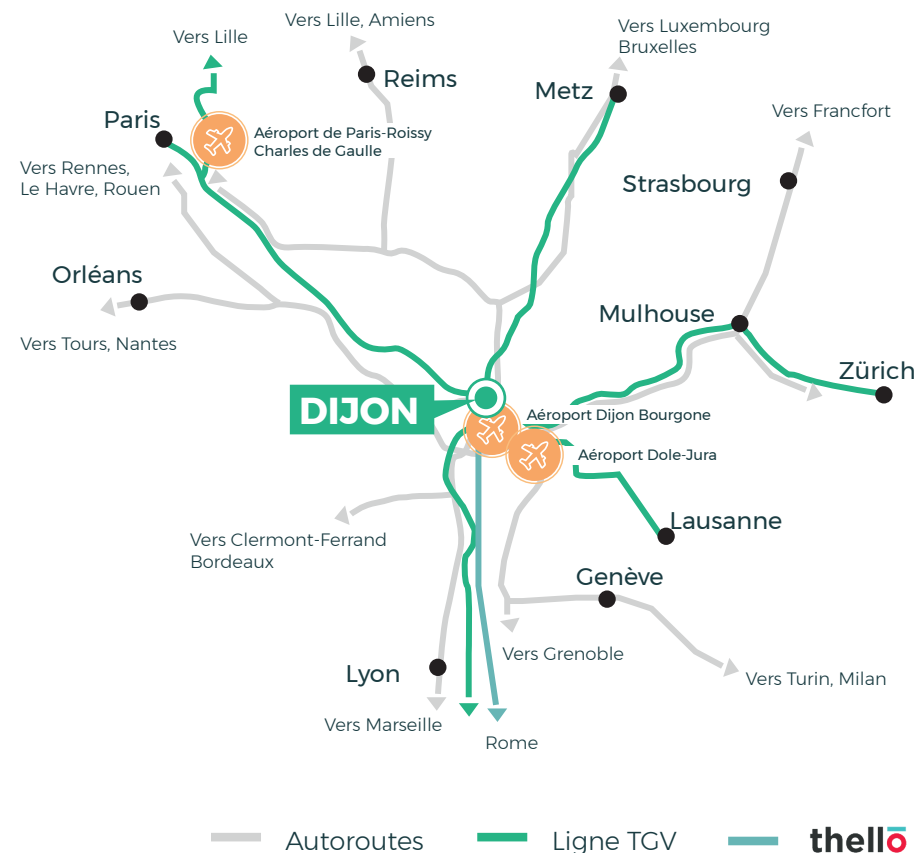 Vers Lille, Amiens
Vers Luxembourg
Bruxelles
Vers Lille
Reims
Metz
Vers Francfort
Paris
Aéroport de Paris-Roissy
Charles de Gaulle
Vers Rennes,
Le Havre, Rouen
Strasbourg
Orléans
Mulhouse
Vers Tours, Nantes
Zürich
DIJON
Aéroport Dijon Bourgone
Aéroport Dole-Jura
Lausanne
Vers Clermont-Ferrand
Bordeaux
Genève
Vers Grenoble
Lyon
Vers Turin, Milan
Vers Marseille
Rome
Autoroutes
Ligne TGV
thello